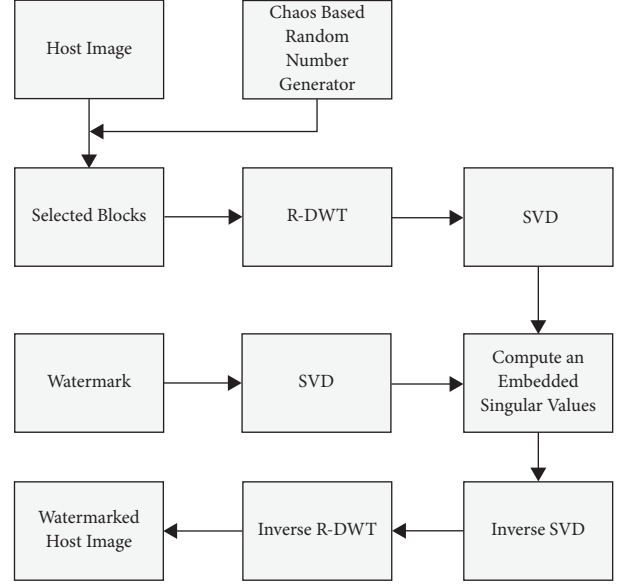 Host Image
Chaos Based
Random
Number
Generator
Selected Blocks
R-DWT
SVD
Watermark
SVD
Compute an
Embedded
Singular Values
Watermarked
Host Image
Inverse R-DWT
Inverse SVD